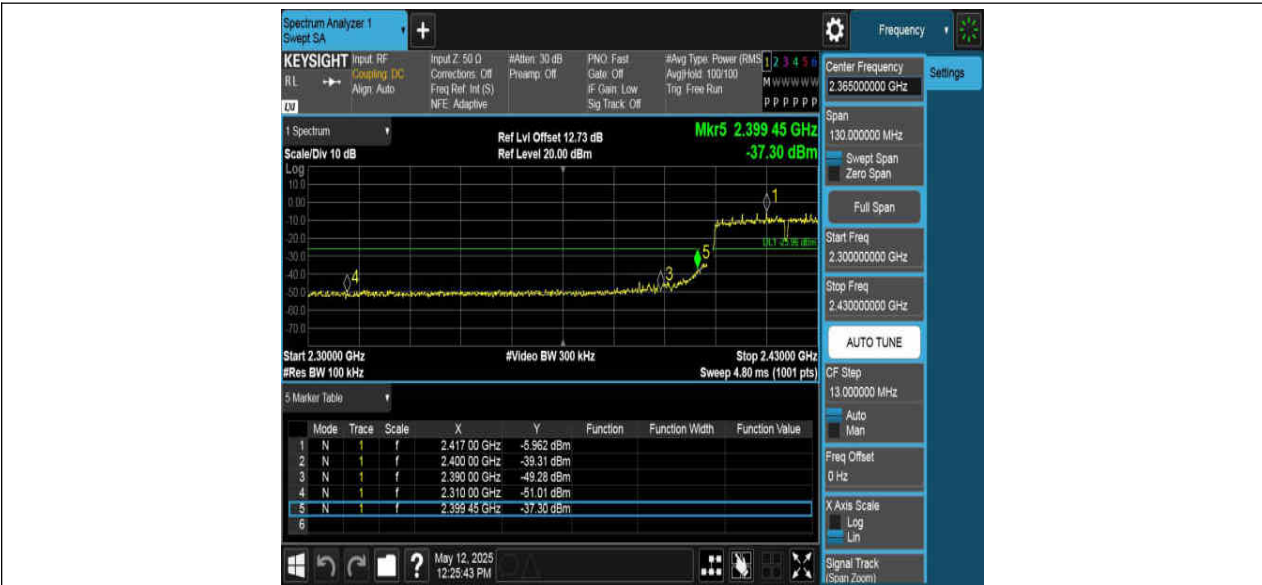 Spectrum Analyzer 1
Swept SA
+
Frequency
KEYSIGHT Input: RF
RL Coupling: DC
Align: Auto
LXI
Input Z: 50 Ω
Corrections: Off
Freq Ref: Int (S)
NFE: Adaptive
#Atten: 30 dB
Preamp: Off
PNO: Fast
Gate: Off
IF Gain: Low
Sig Track: Off
#Avg Type: Power (RMS
Avg|Hold: 100/100
Trig: Free Run
1 2 3 4 5 6
M W W W W W
P P P P P P
Center Frequency
2.365000000 GHz
Settings
Span
130.000000 MHz
Swept Span
Zero Span
Full Span
Start Freq
2.300000000 GHz
Stop Freq
2.430000000 GHz
AUTO TUNE
CF Step
13.000000 MHz
Auto
Man
Freq Offset
0 Hz
X Axis Scale
Log
Lin
Signal Track
(Span Zoom)
1 Spectrum
Scale/Div 10 dB
Ref Lvl Offset 12.73 dB
Ref Level 20.00 dBm
Mkr5 2.399 45 GHz
-37.30 dBm
Log
10.0
0.00
-10.0
-20.0
-30.0
-40.0
-50.0
-60.0
-70.0
1
DL1 -25.96 dBm
5
3
4
Start 2.30000 GHz
#Res BW 100 kHz
#Video BW 300 kHz
Stop 2.43000 GHz
Sweep 4.80 ms (1001 pts)
5 Marker Table
Mode Trace Scale X Y Function Function Width Function Value
1 N 1 f 2.417 00 GHz -5.962 dBm
2 N 1 f 2.400 00 GHz -39.31 dBm
3 N 1 f 2.390 00 GHz -49.28 dBm
4 N 1 f 2.310 00 GHz -51.01 dBm
5 N 1 f 2.399 45 GHz -37.30 dBm
6
?
May 12, 2025
12:25:43 PM